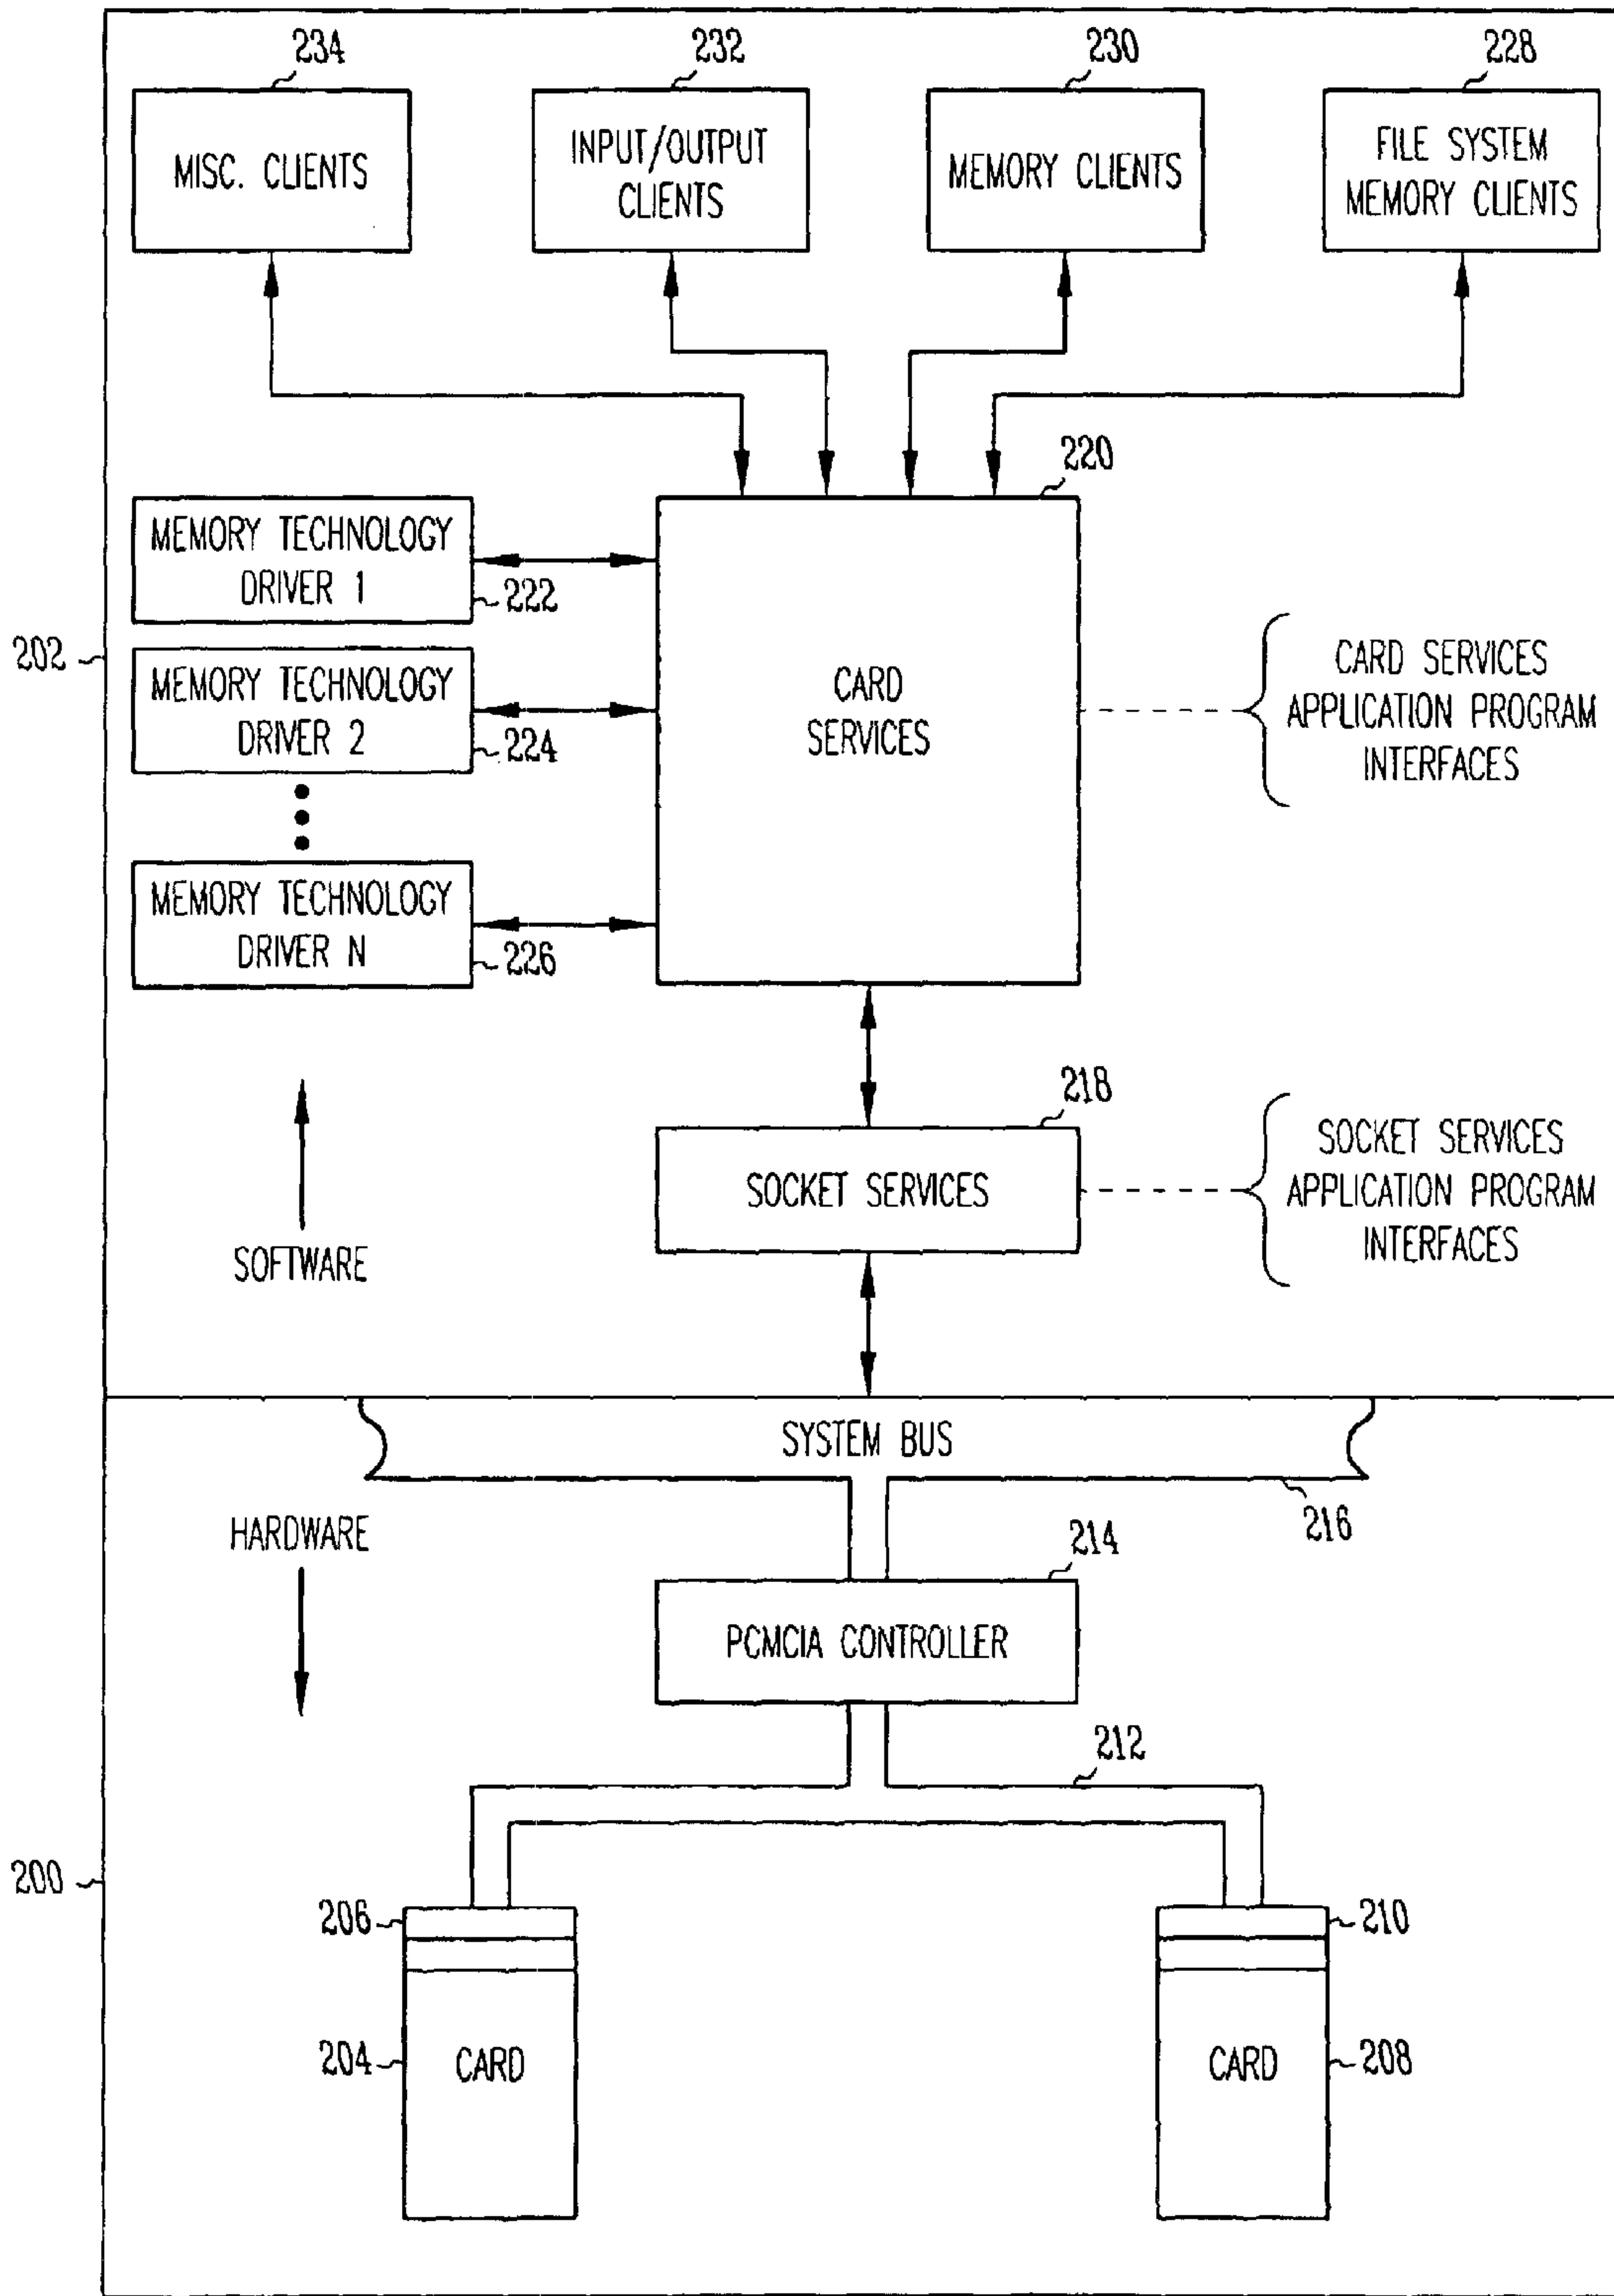 234
232
230
228
MISC. CLIENTS
INPUT/OUTPUT
CLIENTS
MEMORY CLIENTS
FILE SYSTEM
MEMORY CLIENTS
220
MEMORY TECHNOLOGY
DRIVER 1
222
202
MEMORY TECHNOLOGY
DRIVER 2
224
CARD
SERVICES
CARD SERVICES
APPLICATION PROGRAM
INTERFACES
MEMORY TECHNOLOGY
DRIVER N
226
218
SOCKET SERVICES
SOCKET SERVICES
APPLICATION PROGRAM
INTERFACES
SOFTWARE
SYSTEM BUS
216
HARDWARE
214
PCMCIA CONTROLLER
212
200
206
210
204
CARD
CARD
208